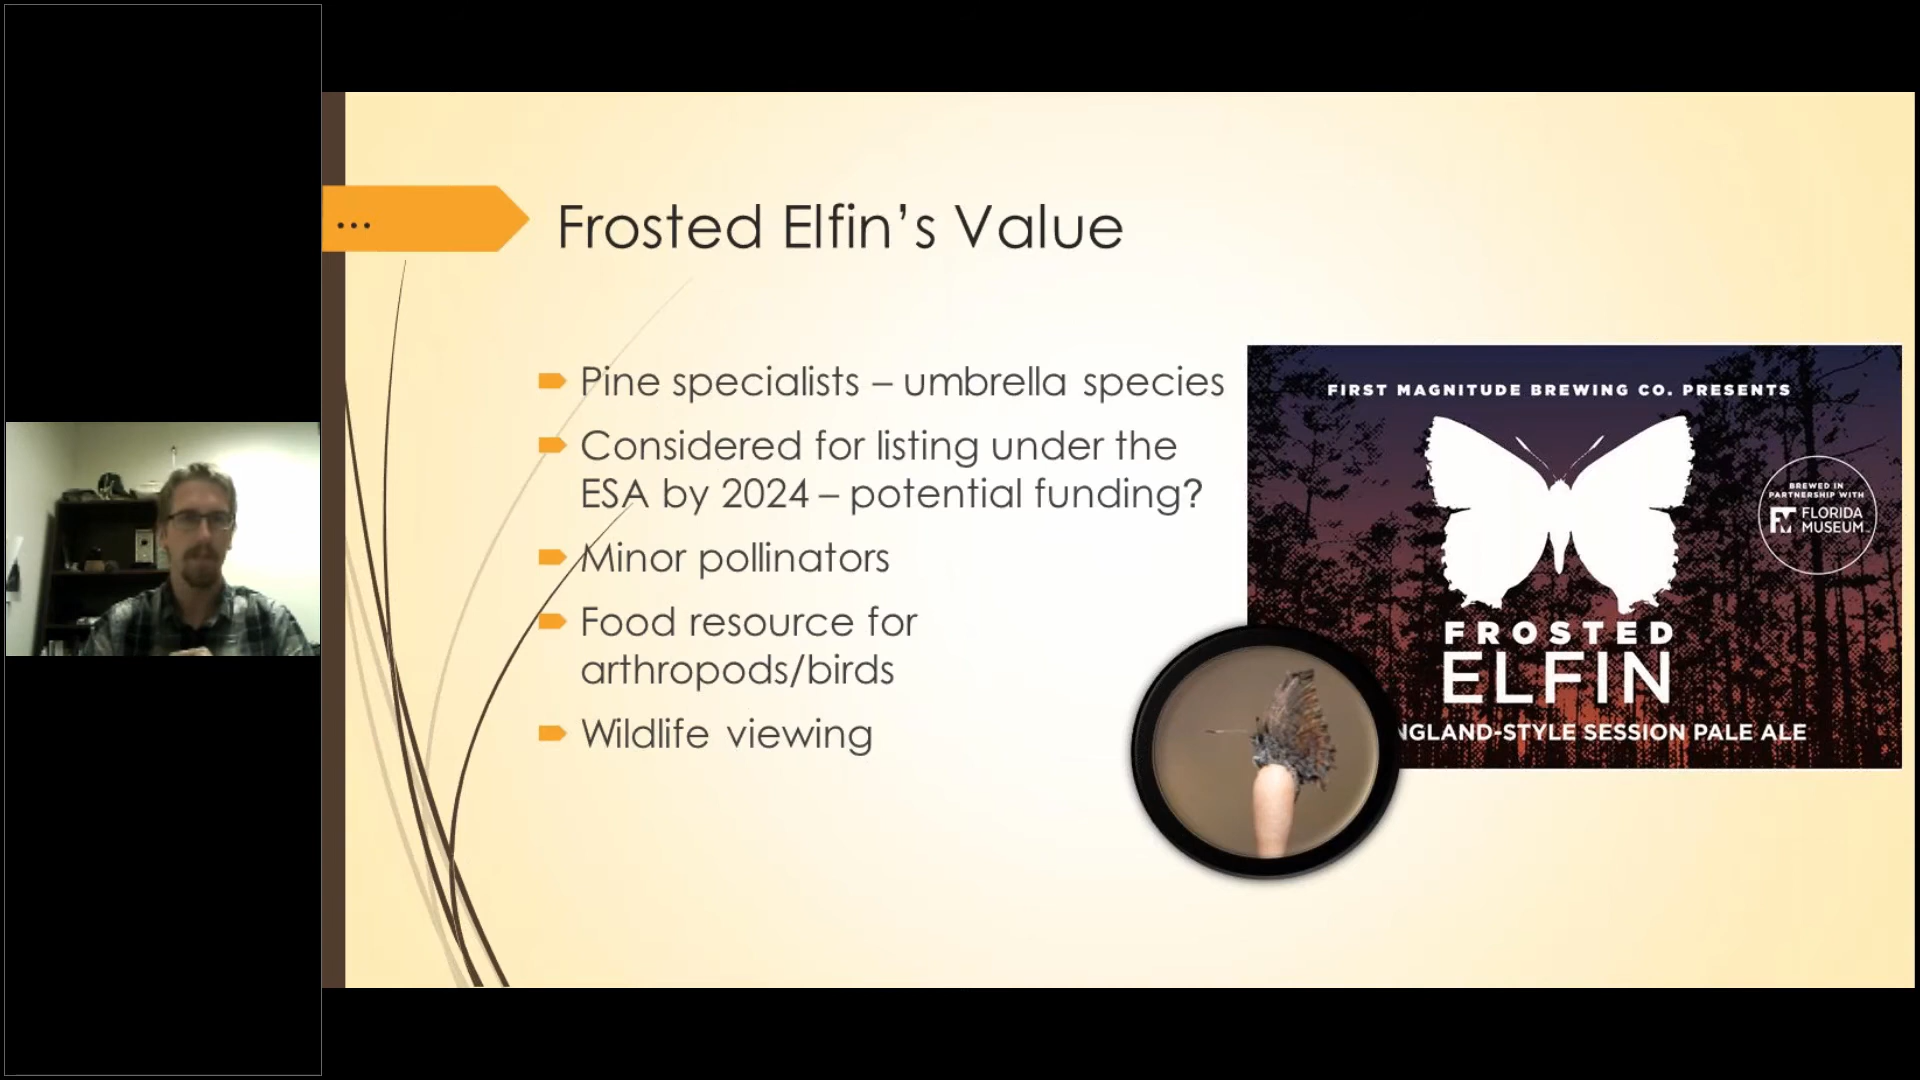 ...
Frosted Elfin’s Value
Pine specialists – umbrella species
Considered for listing under the
ESA by 2024 – potential funding?
Minor pollinators
Food resource for
arthropods/birds
Wildlife viewing
FIRST MAGNITUDE BREWING CO. PRESENTS
BREWED IN
PARTNERSHIP WITH
FLORIDA
MUSEUM
FROSTED
ELFIN
NGLAND-STYLE SESSION PALE ALE